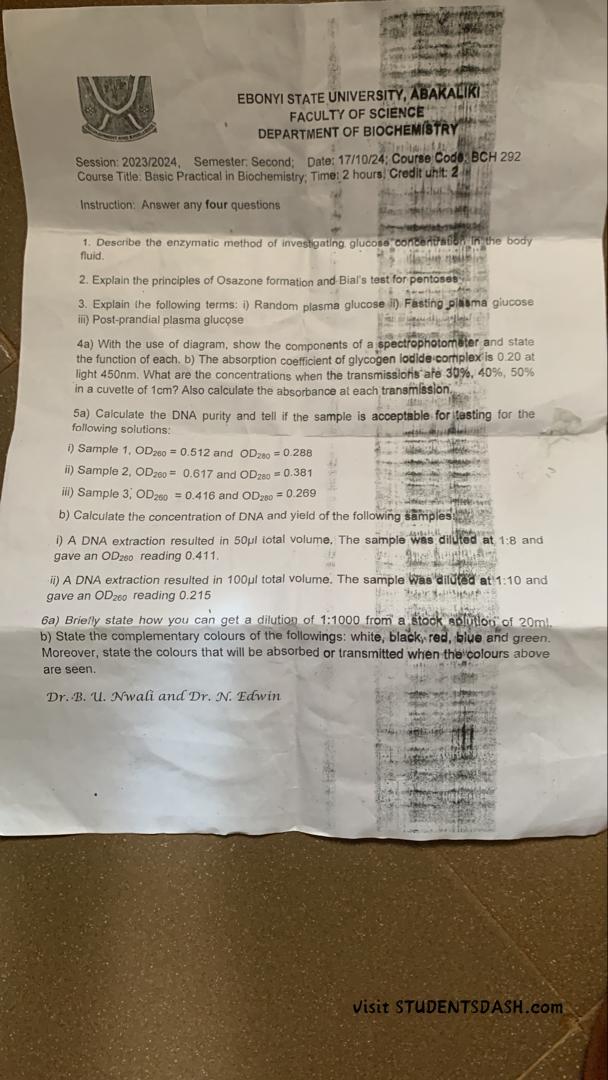 EBONYI STATE UNIVERSITY, ABAKALIKI
FACULTY OF SCIENCE
DEPARTMENT OF BIOCHEMISTRY
Session: 2023/2024, Semester: Second; Date: 17/10/24; Course Code: BCH 292
Course Title: Basic Practical in Biochemistry; Time: 2 hours; Credit unit: 2
Instruction: Answer any four questions
1. Describe the enzymatic method of investigating glucose concentration in the body
fluid.
2. Explain the principles of Osazone formation and Bial's test for pentoses
3. Explain the following terms: i) Random plasma glucose ii) Fasting plasma glucose
iii) Post-prandial plasma glucose
4a) With the use of diagram, show the components of a spectrophotometer and state
the function of each. b) The absorption coefficient of glycogen iodide complex is 0.20 at
light 450nm. What are the concentrations when the transmissions are 30%, 40%, 50%
in a cuvette of 1cm? Also calculate the absorbance at each transmission.
5a) Calculate the DNA purity and tell if the sample is acceptable for testing for the
following solutions:
i) Sample 1, OD260 = 0.512 and OD280 = 0.288
ii) Sample 2, OD260 = 0.617 and OD280 = 0.381
iii) Sample 3, OD260 = 0.416 and OD280 = 0.269
b) Calculate the concentration of DNA and yield of the following samples:
i) A DNA extraction resulted in 50µl total volume. The sample was diluted at 1:8 and
gave an OD260 reading 0.411.
ii) A DNA extraction resulted in 100µl total volume. The sample was diluted at 1:10 and
gave an OD260 reading 0.215
6a) Briefly state how you can get a dilution of 1:1000 from a stock solution of 20ml.
b) State the complementary colours of the followings: white, black, red, blue and green.
Moreover, state the colours that will be absorbed or transmitted when the colours above
are seen.
Dr. B. U. Nwali and Dr. N. Edwin
Visit STUDENTSDASH.com